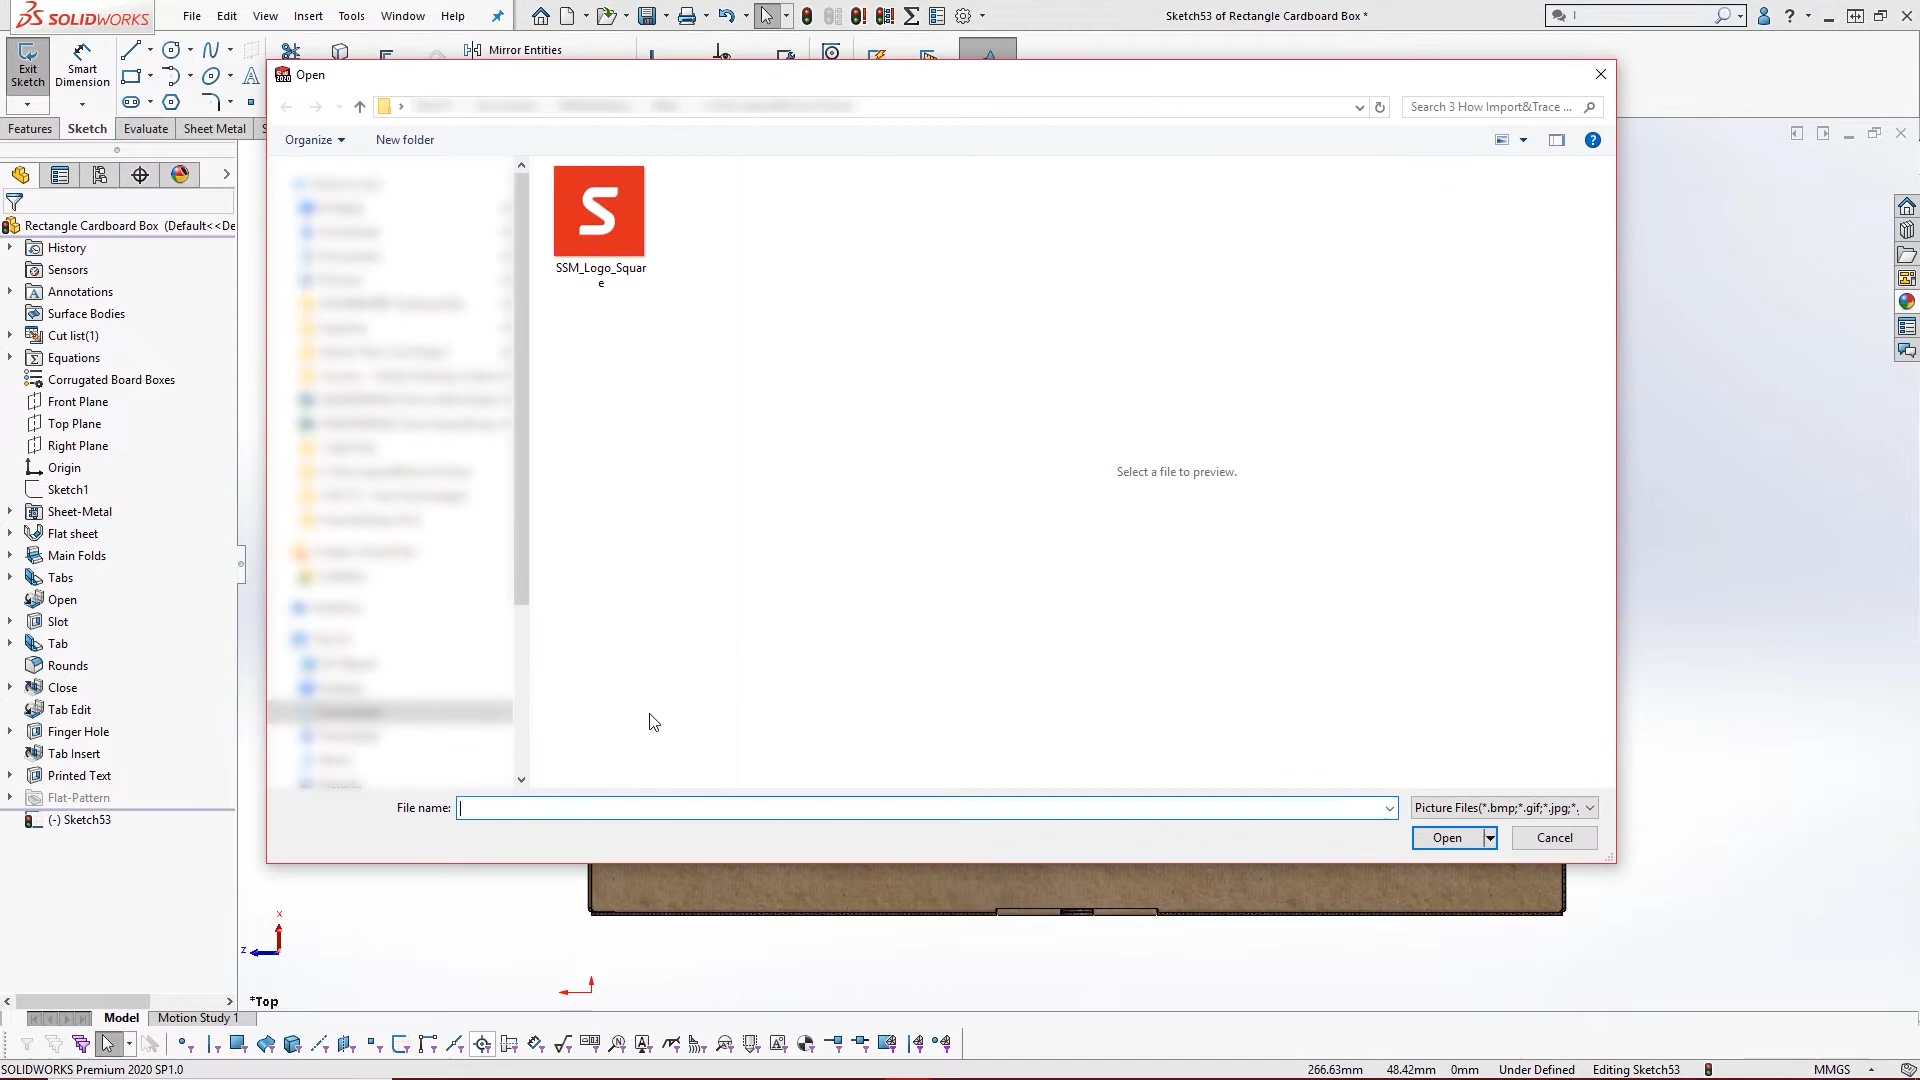 SOLIDWORKS
File Edit View Insert Tools Window Help
Sketch53 of Rectangle Cardboard Box *
Exit Sketch
Smart Dimension
Mirror Entities
Features Sketch Evaluate Sheet Metal
Open
Search 3 How Import&Trace ...
Organize
New folder
S
SSM_Logo_Squar
e
Select a file to preview.
File name:
Picture Files(*.bmp;*.gif;*.jpg;*.
Open
Cancel
Rectangle Cardboard Box (Default<<De
History
Sensors
Annotations
Surface Bodies
Cut list(1)
Equations
Corrugated Board Boxes
Front Plane
Top Plane
Right Plane
Origin
Sketch1
Sheet-Metal
Flat sheet
Main Folds
Tabs
Open
Slot
Tab
Rounds
Close
Tab Edit
Finger Hole
Tab Insert
Printed Text
Flat-Pattern
(-) Sketch53
x
z
*Top
Model Motion Study 1
SOLIDWORKS Premium 2020 SP1.0
266.63mm 48.42mm 0mm Under Defined Editing Sketch53 MMGS